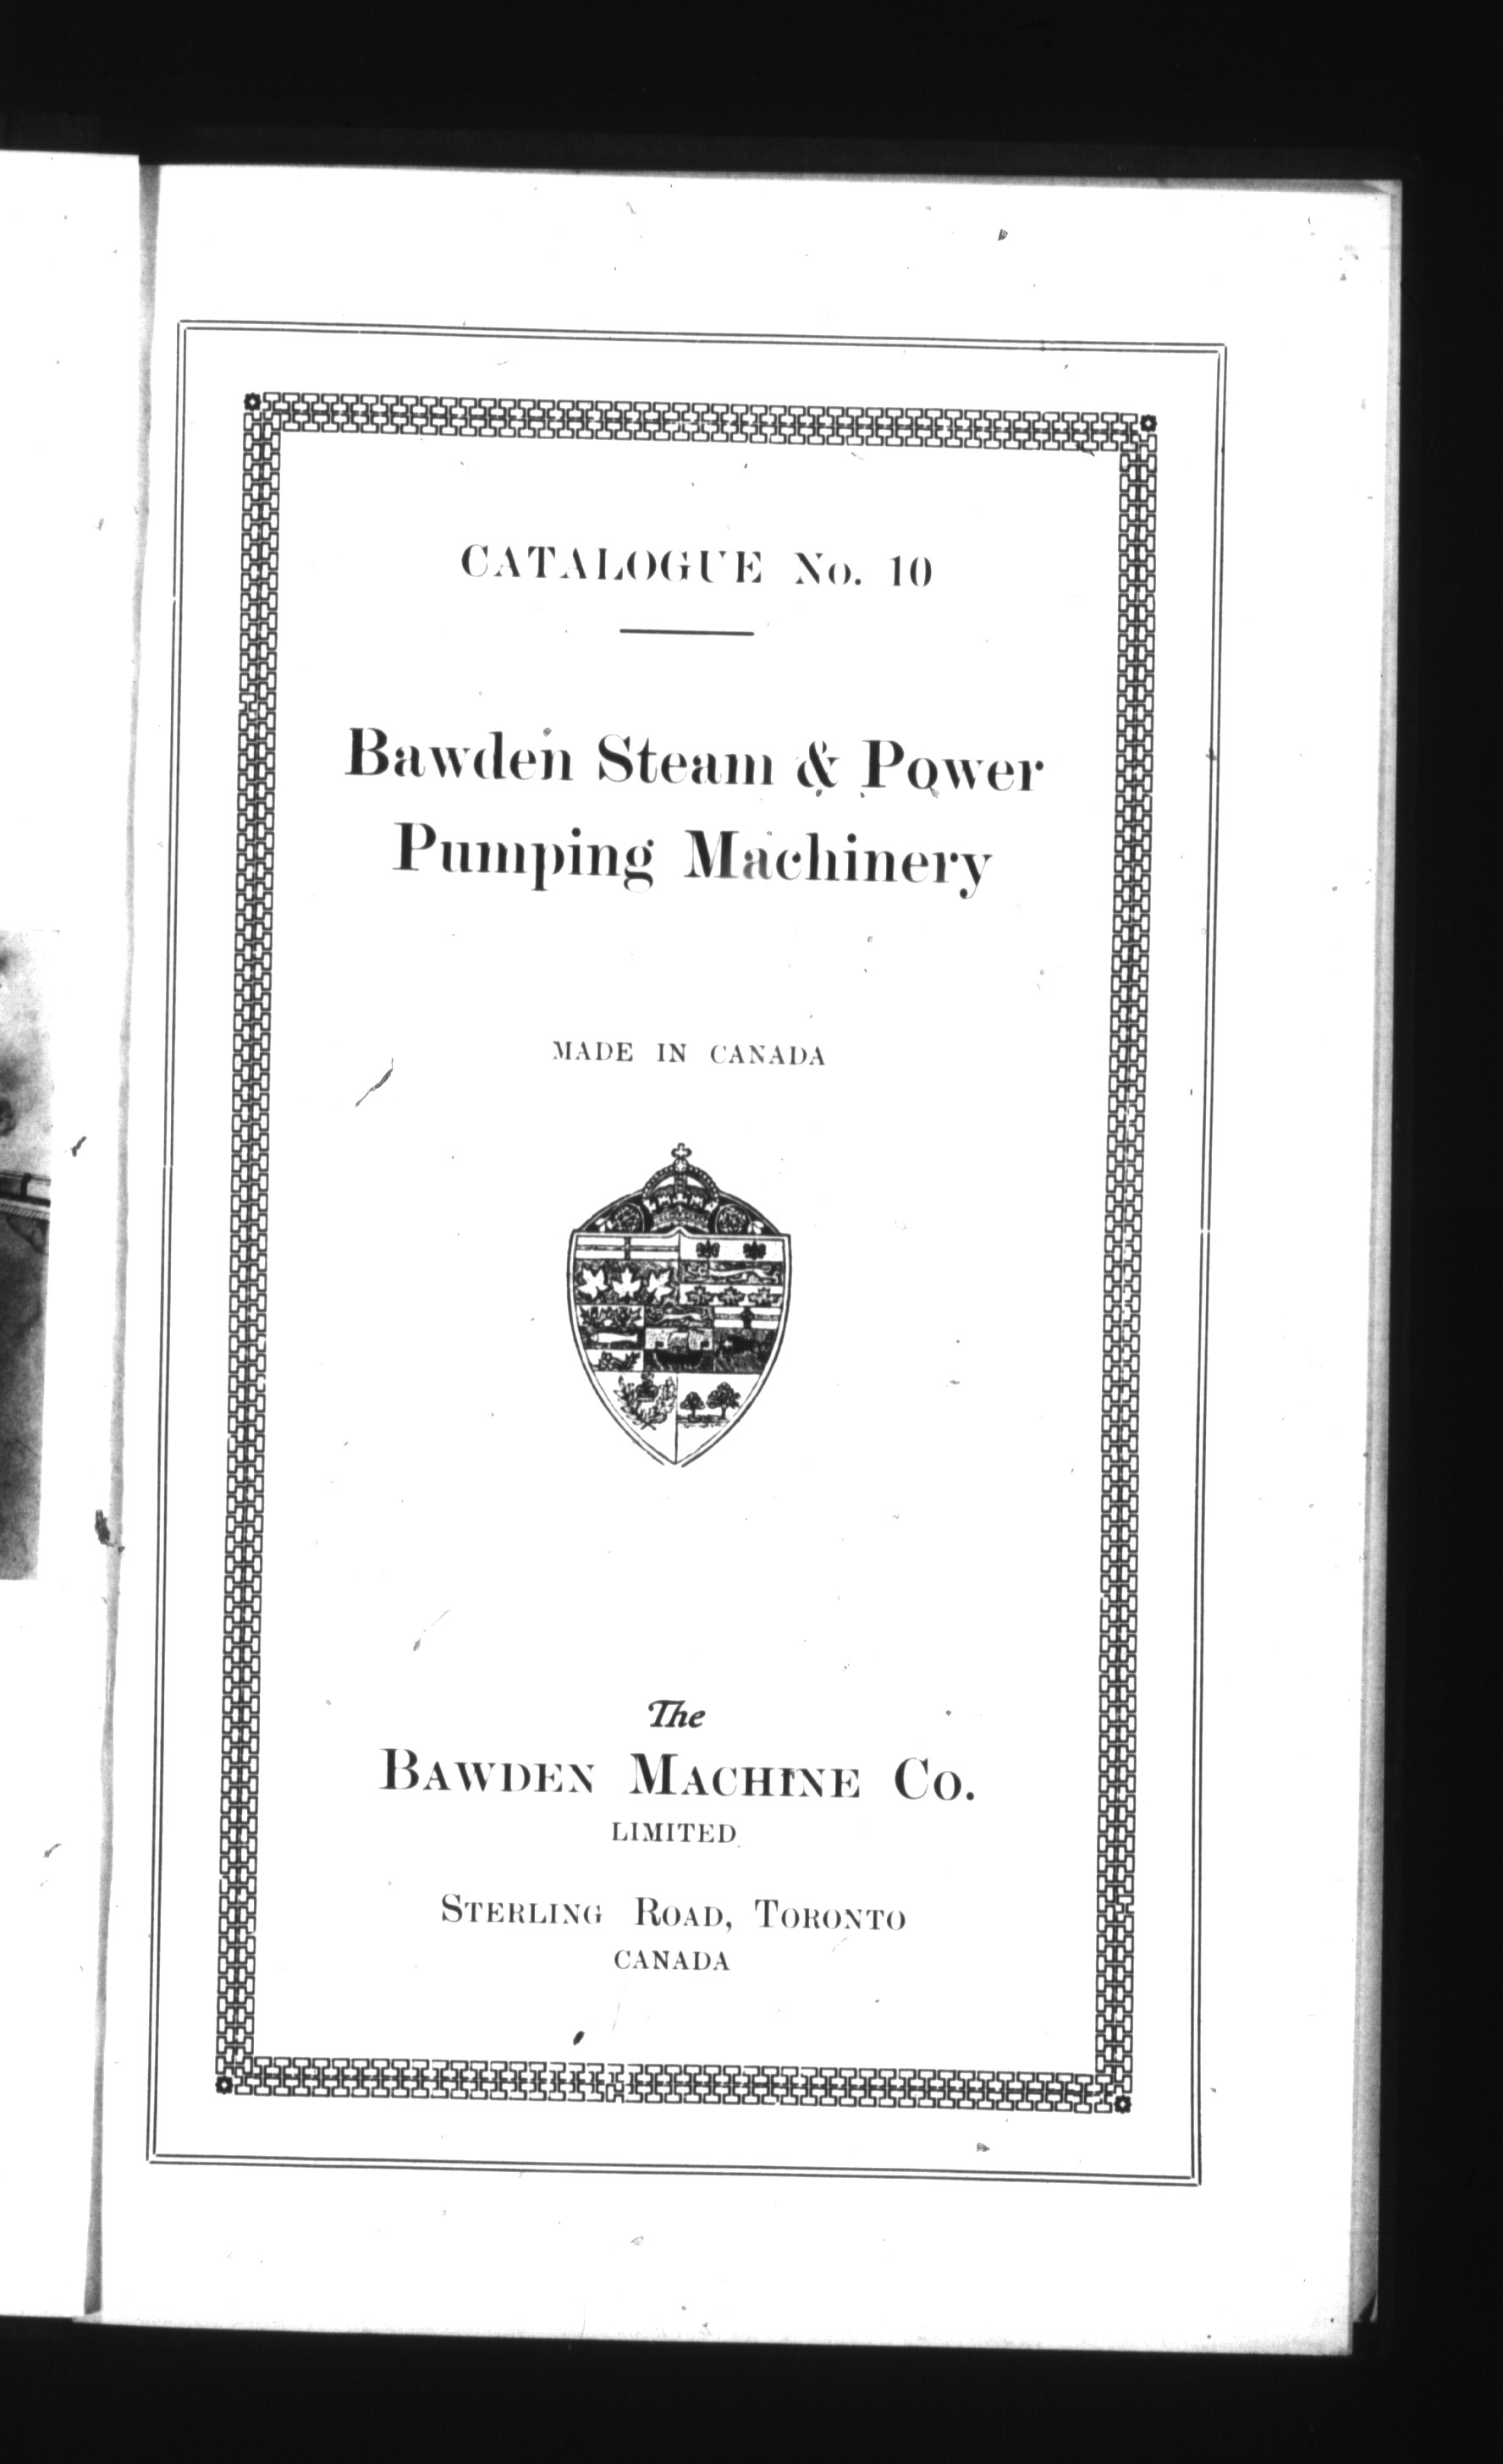 CATALOGUE No. 10
Bawden Steam & Power
Pumping Machinery
MADE IN CANADA
The
BAWDEN MACHINE CO.
LIMITED
STERLING ROAD, TORONTO
CANADA